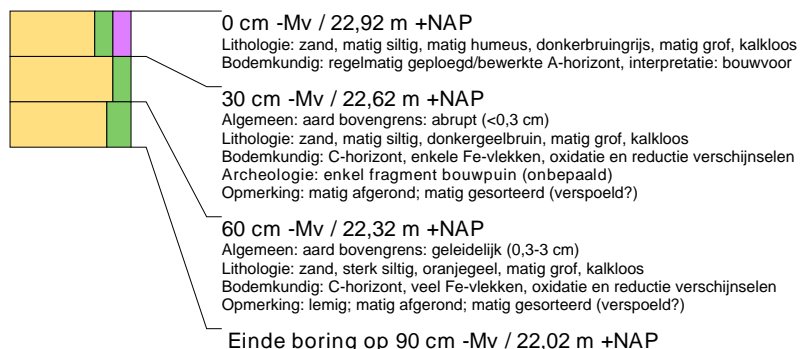 0 cm -Mv / 22,92 m +NAP
Lithologie: zand, matig siltig, matig humeus, donkerbruingrijs, matig grof, kalkloos
Bodemkundig: regelmatig geploegd/bewerkte A-horizont, interpretatie: bouwvoor
30 cm -Mv / 22,62 m +NAP
Algemeen: aard bovengrens: abrupt (<0,3 cm)
Lithologie: zand, matig siltig, donkergeelbruin, matig grof, kalkloos
Bodemkundig: C-horizont, enkele Fe-vlekken, oxidatie en reductie verschijnselen
Archeologie: enkel fragment bouwpuin (onbepaald)
Opmerking: matig afgerond; matig gesorteerd (verspoeld?)
60 cm -Mv / 22,32 m +NAP
Algemeen: aard bovengrens: geleidelijk (0,3-3 cm)
Lithologie: zand, sterk siltig, oranjegeel, matig grof, kalkloos
Bodemkundig: C-horizont, veel Fe-vlekken, oxidatie en reductie verschijnselen
Opmerking: lemig; matig afgerond; matig gesorteerd (verspoeld?)
Einde boring op 90 cm -Mv / 22,02 m +NAP